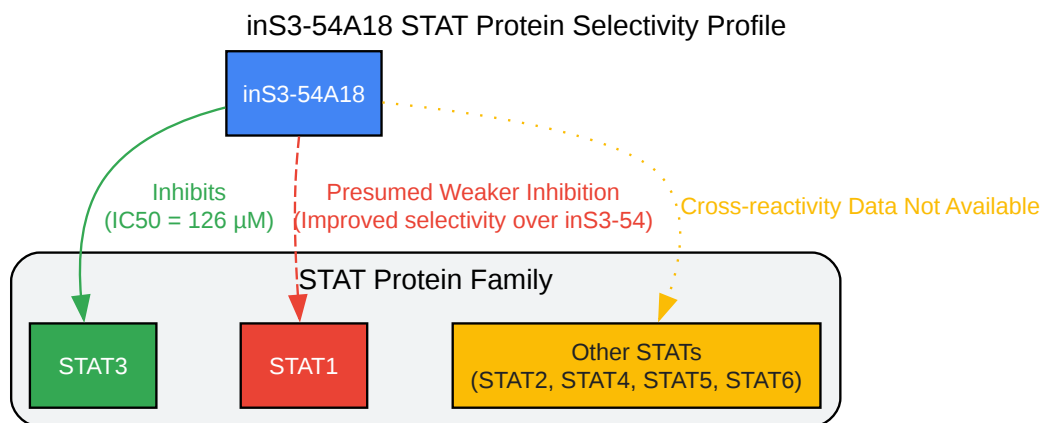 inS3-54A18 STAT Protein Selectivity Profile
inS3-54A18
Inhibits
(IC50 = 126 µM)
Presumed Weaker Inhibition
(Improved selectivity over inS3-54)
Cross-reactivity Data Not Available
STAT Protein Family
STAT3
STAT1
Other STATs
(STAT2, STAT4, STAT5, STAT6)